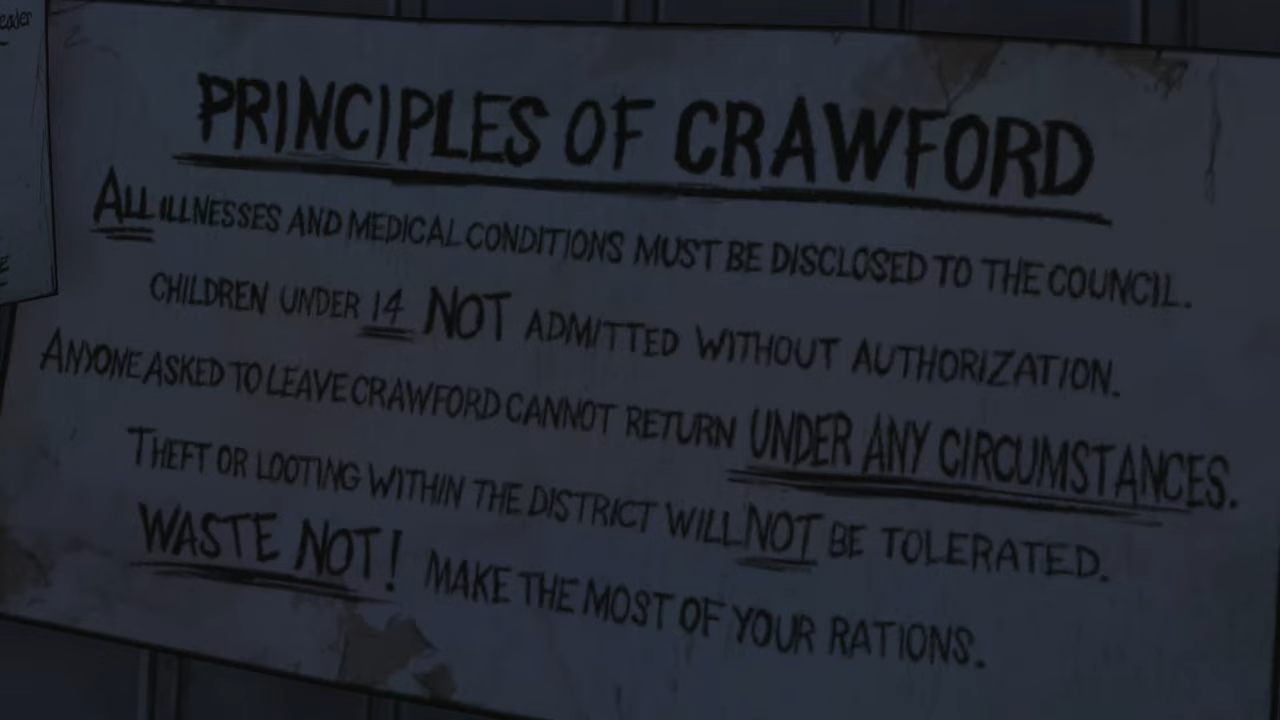 eader
PRINCIPLES OF CRAWFORD
ALL ILLNESSES AND MEDICAL CONDITIONS MUST BE DISCLOSED TO THE COUNCIL.
CHILDREN UNDER 14 NOT ADMITTED WITHOUT AUTHORIZATION.
ANYONE ASKED TO LEAVE CRAWFORD CANNOT RETURN UNDER ANY CIRCUMSTANCES.
THEFT OR LOOTING WITHIN THE DISTRICT WILL NOT BE TOLERATED.
WASTE NOT! MAKE THE MOST OF YOUR RATIONS.